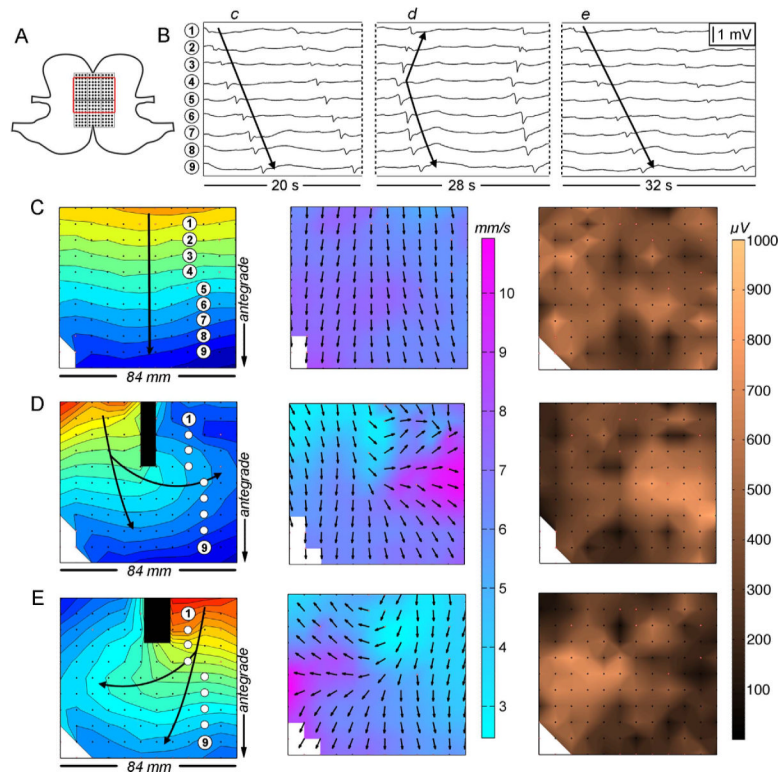 A
B
c
d
e
1 mV
①
②
③
④
⑤
⑥
⑦
⑧
⑨
20 s
28 s
32 s
C
①
②
③
④
⑤
⑥
⑦
⑧
⑨
antegrade
84 mm
mm/s
10
9
8
7
6
5
4
3
µV
1000
900
800
700
600
500
400
300
200
100
D
①
⑨
antegrade
84 mm
E
①
⑨
antegrade
84 mm